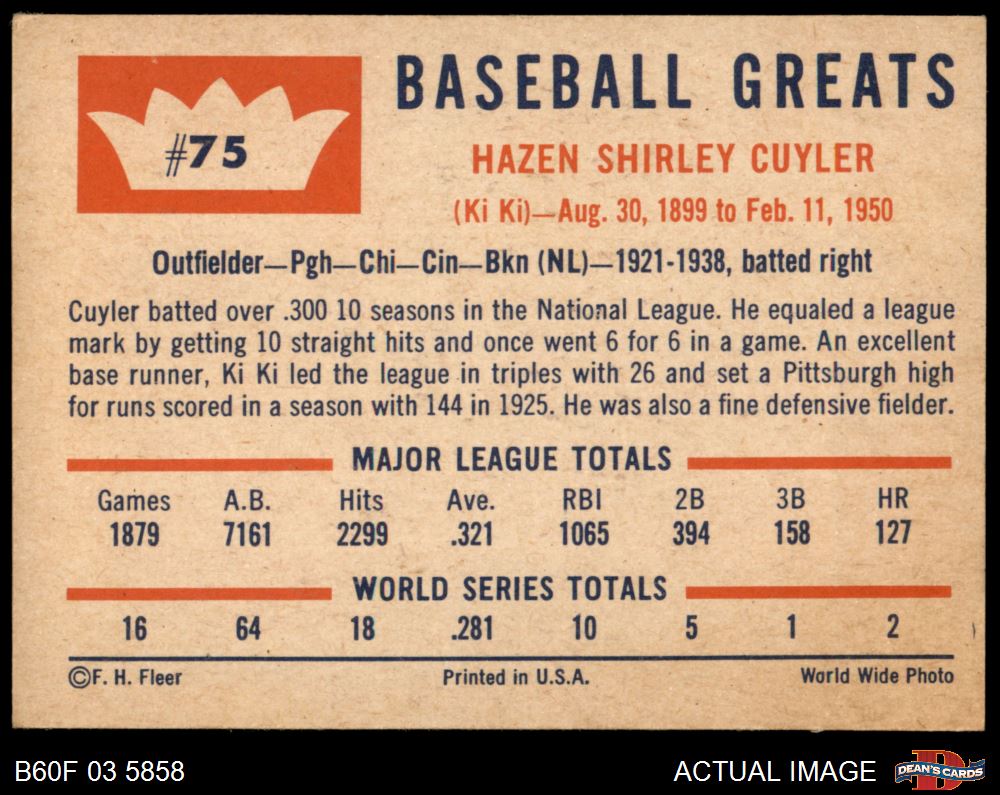 #75
BASEBALL GREATS
HAZEN SHIRLEY CUYLER
(Ki Ki)—Aug. 30, 1899 to Feb. 11, 1950
Outfielder—Pgh—Chi—Cin—Bkn (NL)—1921-1938, batted right
Cuyler batted over .300 10 seasons in the National League. He equaled a league
mark by getting 10 straight hits and once went 6 for 6 in a game. An excellent
base runner, Ki Ki led the league in triples with 26 and set a Pittsburgh high
for runs scored in a season with 144 in 1925. He was also a fine defensive fielder.
MAJOR LEAGUE TOTALS
Games A.B. Hits Ave. RBI 2B 3B HR
1879 7161 2299 .321 1065 394 158 127
WORLD SERIES TOTALS
16 64 18 .281 10 5 1 2
©F. H. Fleer Printed in U.S.A. World Wide Photo
B60F 03 5858 ACTUAL IMAGE DEAN'S CARDS